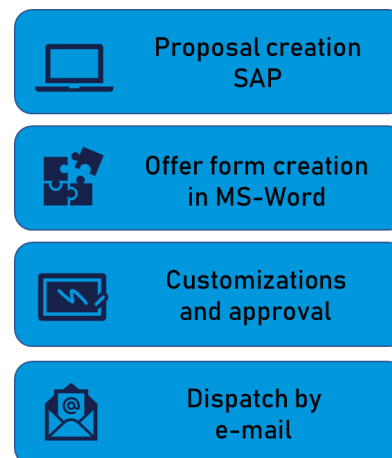 Proposal creation
SAP
Offer form creation
in MS-Word
Customizations
and approval
@
Dispatch by
e-mail